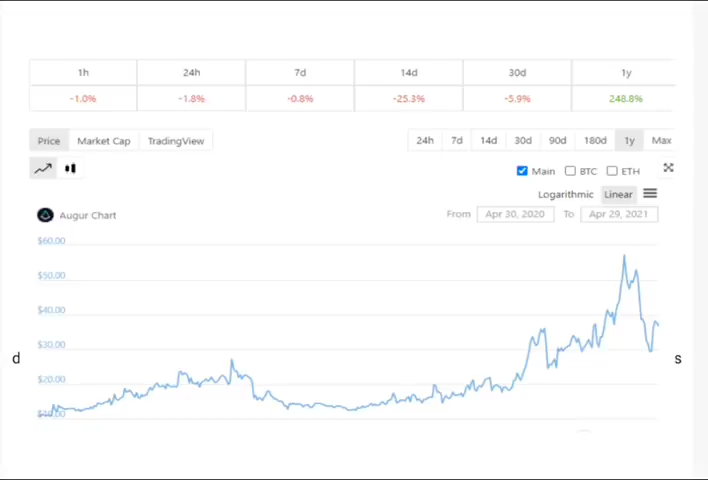 1h 24h 7d 14d 30d 1y
-1.0% -1.8% -0.8% -25.3% -5.9% 248.8%
Price Market Cap TradingView 24h 7d 14d 30d 90d 180d 1y Max
Main BTC ETH
Logarithmic Linear
Augur Chart From Apr 30, 2020 To Apr 29, 2021
$60.00
$50.00
$40.00
$30.00
d s
$20.00
$10.00